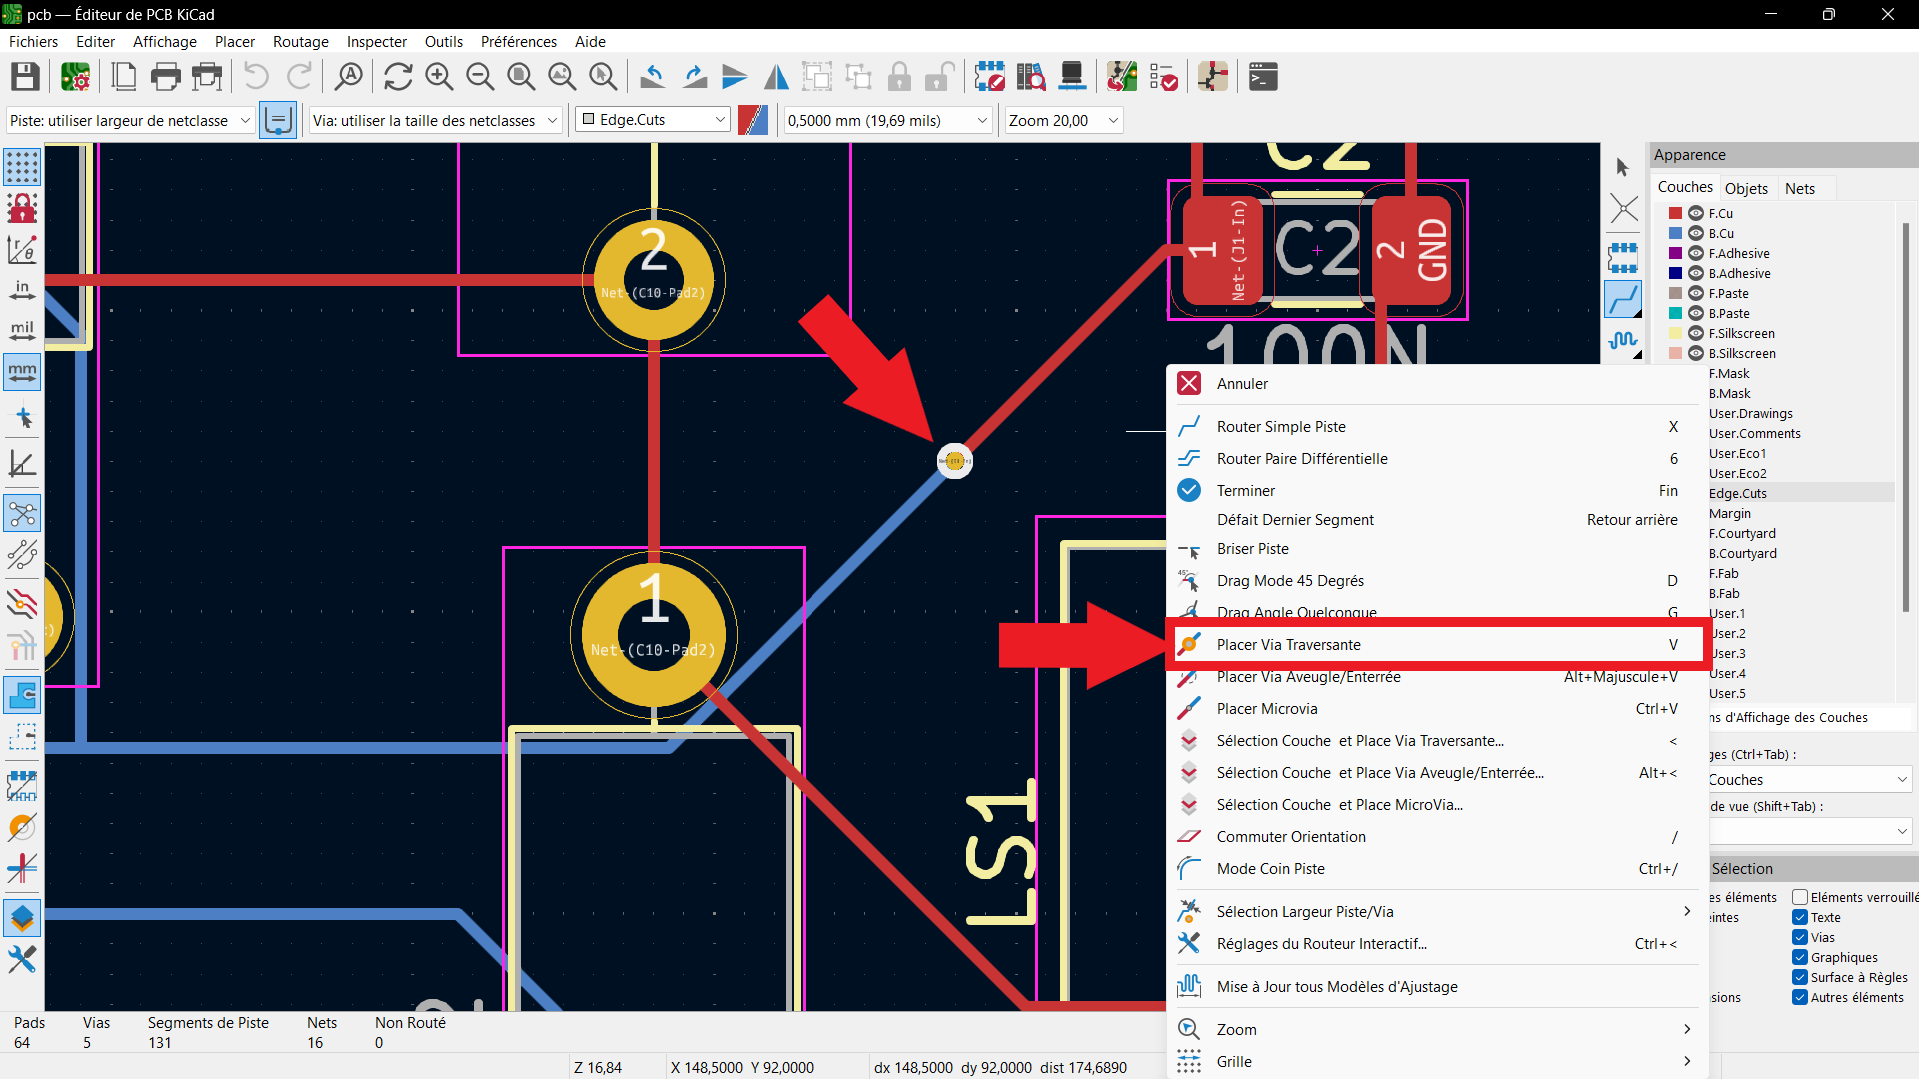 pcb — Éditeur de PCB KiCad
Fichiers Editer Affichage Placer Routage Inspecter Outils Préférences Aide
Piste: utiliser largeur de netclasse Via: utiliser la taille des netclasses Edge.Cuts 0,5000 mm (19,69 mils) Zoom 20,00
in
mil
mm
2
Net-(C10-Pad2)
1
Net-(C10-Pad2)
C2
1
Net-(J1-In)
C2
2
GND
100N
LS1
Apparence
Couches Objets Nets
F.Cu
B.Cu
F.Adhesive
B.Adhesive
F.Paste
B.Paste
F.Silkscreen
B.Silkscreen
F.Mask
B.Mask
User.Drawings
User.Comments
User.Eco1
User.Eco2
Edge.Cuts
Margin
F.Courtyard
B.Courtyard
F.Fab
B.Fab
User.1
User.2
User.3
User.4
User.5
ns d'Affichage des Couches
ges (Ctrl+Tab) :
Couches
de vue (Shift+Tab) :
Sélection
es éléments Eléments verrouillé
eintes Texte
Vias
Graphiques
Surface à Règles
sions Autres éléments
Annuler
Router Simple Piste X
Router Paire Différentielle 6
Terminer Fin
Défait Dernier Segment Retour arrière
Briser Piste
45° Drag Mode 45 Degrés D
Drag Angle Quelconque G
Placer Via Traversante V
Placer Via Aveugle/Enterrée Alt+Majuscule+V
Placer Microvia Ctrl+V
Sélection Couche et Place Via Traversante... <
Sélection Couche et Place Via Aveugle/Enterrée... Alt+<
Sélection Couche et Place MicroVia...
Commuter Orientation /
Mode Coin Piste Ctrl+/
Sélection Largeur Piste/Via
Réglages du Routeur Interactif... Ctrl+<
Mise à Jour tous Modèles d'Ajustage
Zoom
Grille
Pads Vias Segments de Piste Nets Non Routé
64 5 131 16 0
Z 16,84 X 148,5000 Y 92,0000 dx 148,5000 dy 92,0000 dist 174,6890